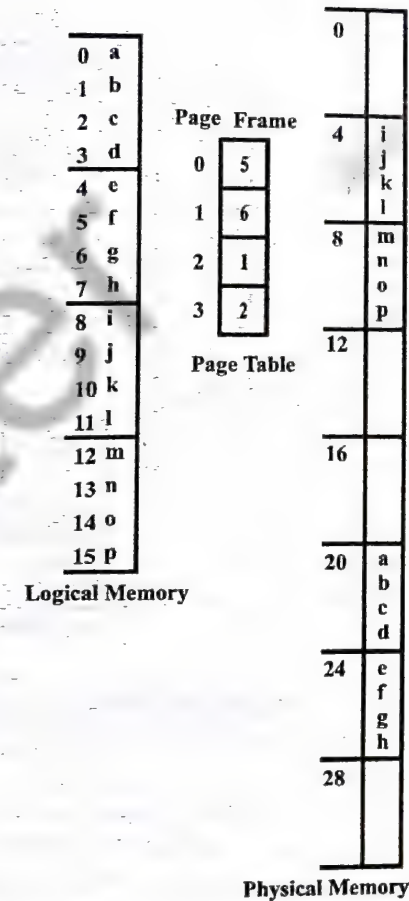 0 a
1 b
2 c
3 d
4 e
5 f
6 g
7 h
8 i
9 j
10 k
11 l
12 m
13 n
14 o
15 p
Logical Memory
Page Frame
0 5
1 6
2 1
3 2
Page Table
0
4 i
j
k
l
8 m
n
o
p
12
16
20 a
b
c
d
24 e
f
g
h
28
Physical Memory